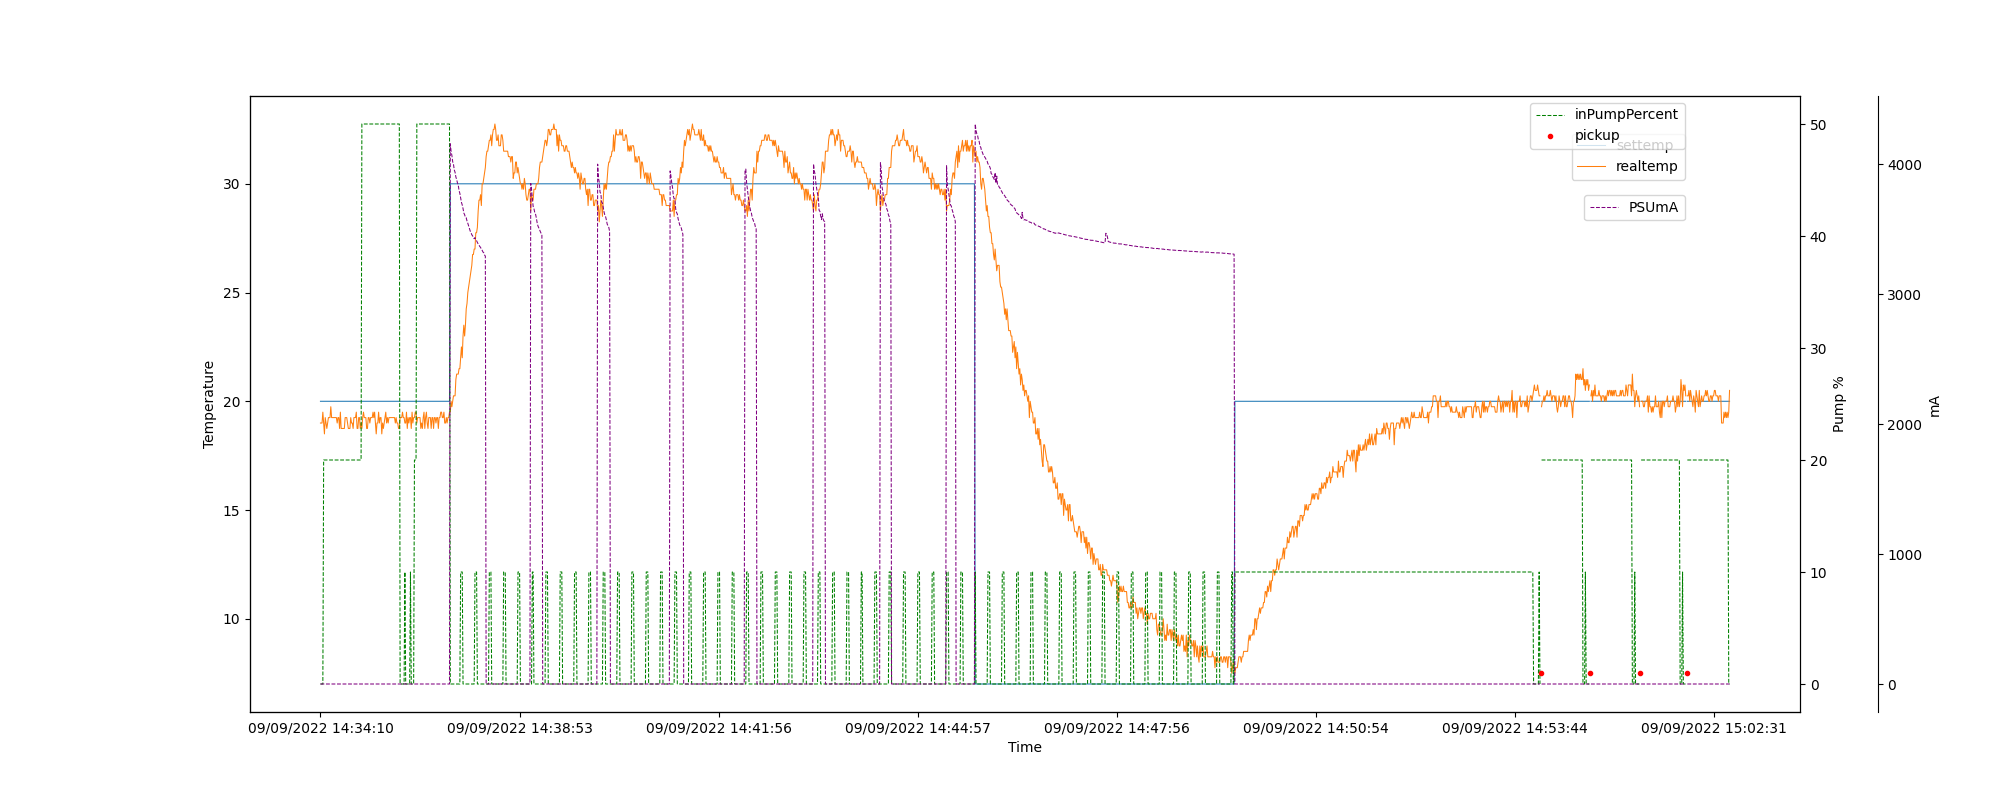 inPumpPercent
pickup
settemp
realtemp
PSUmA
30
25
20
15
10
Temperature
50
40
30
20
10
0
Pump %
4000
3000
2000
1000
0
mA
09/09/2022 14:34:10
09/09/2022 14:38:53
09/09/2022 14:41:56
09/09/2022 14:44:57
09/09/2022 14:47:56
09/09/2022 14:50:54
09/09/2022 14:53:44
09/09/2022 15:02:31
Time